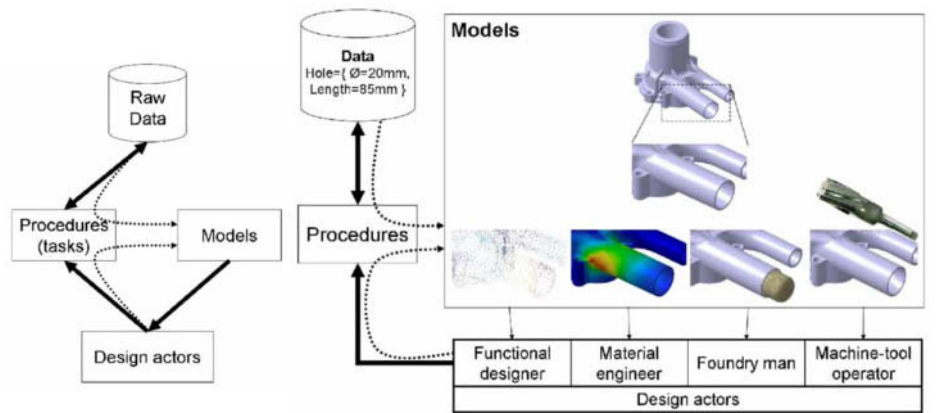 Raw
Data
Procedures
(tasks)
Models
Design actors
Data
Hole={ Ø=20mm,
Length=85mm }
Procedures
Models
Functional
designer
Material
engineer
Foundry man
Machine-tool
operator
Design actors